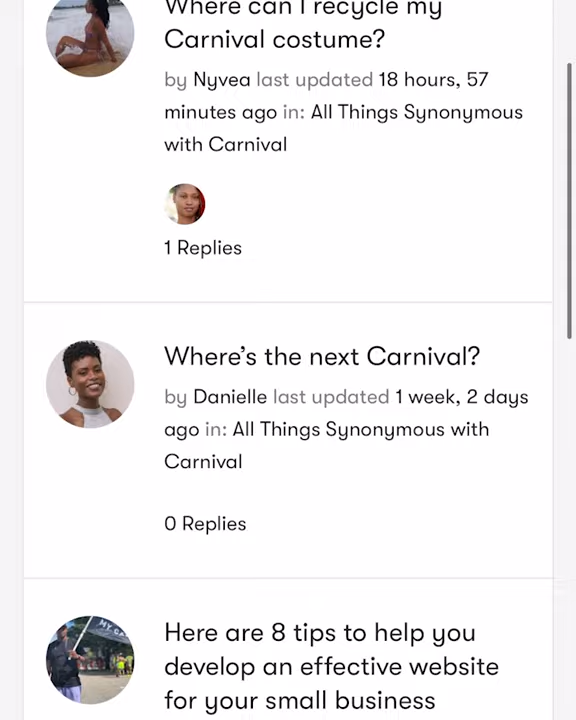 Where can I recycle my
Carnival costume?
by Nyvea last updated 18 hours, 57
minutes ago in: All Things Synonymous
with Carnival
1 Replies
Where's the next Carnival?
by Danielle last updated 1 week, 2 days
ago in: All Things Synonymous with
Carnival
0 Replies
MY CA
Here are 8 tips to help you
develop an effective website
for your small business